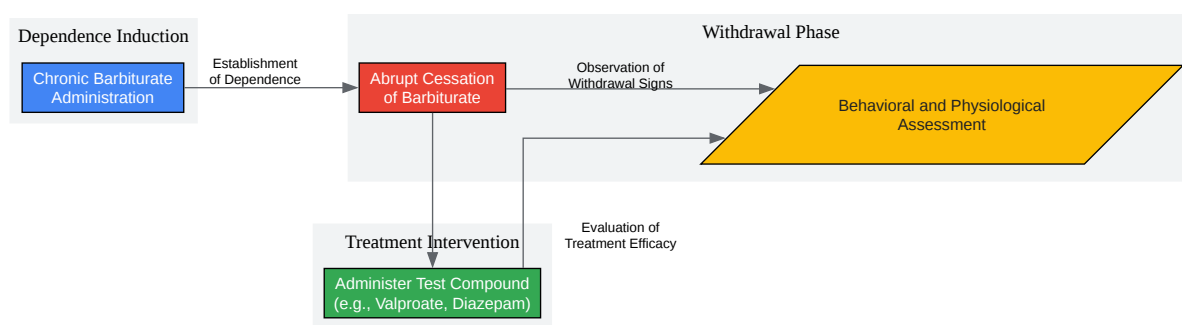 Dependence Induction
Chronic Barbiturate
Administration
Establishment
of Dependence
Withdrawal Phase
Abrupt Cessation
of Barbiturate
Observation of
Withdrawal Signs
Behavioral and Physiological
Assessment
Treatment Intervention
Administer Test Compound
(e.g., Valproate, Diazepam)
Evaluation of
Treatment Efficacy